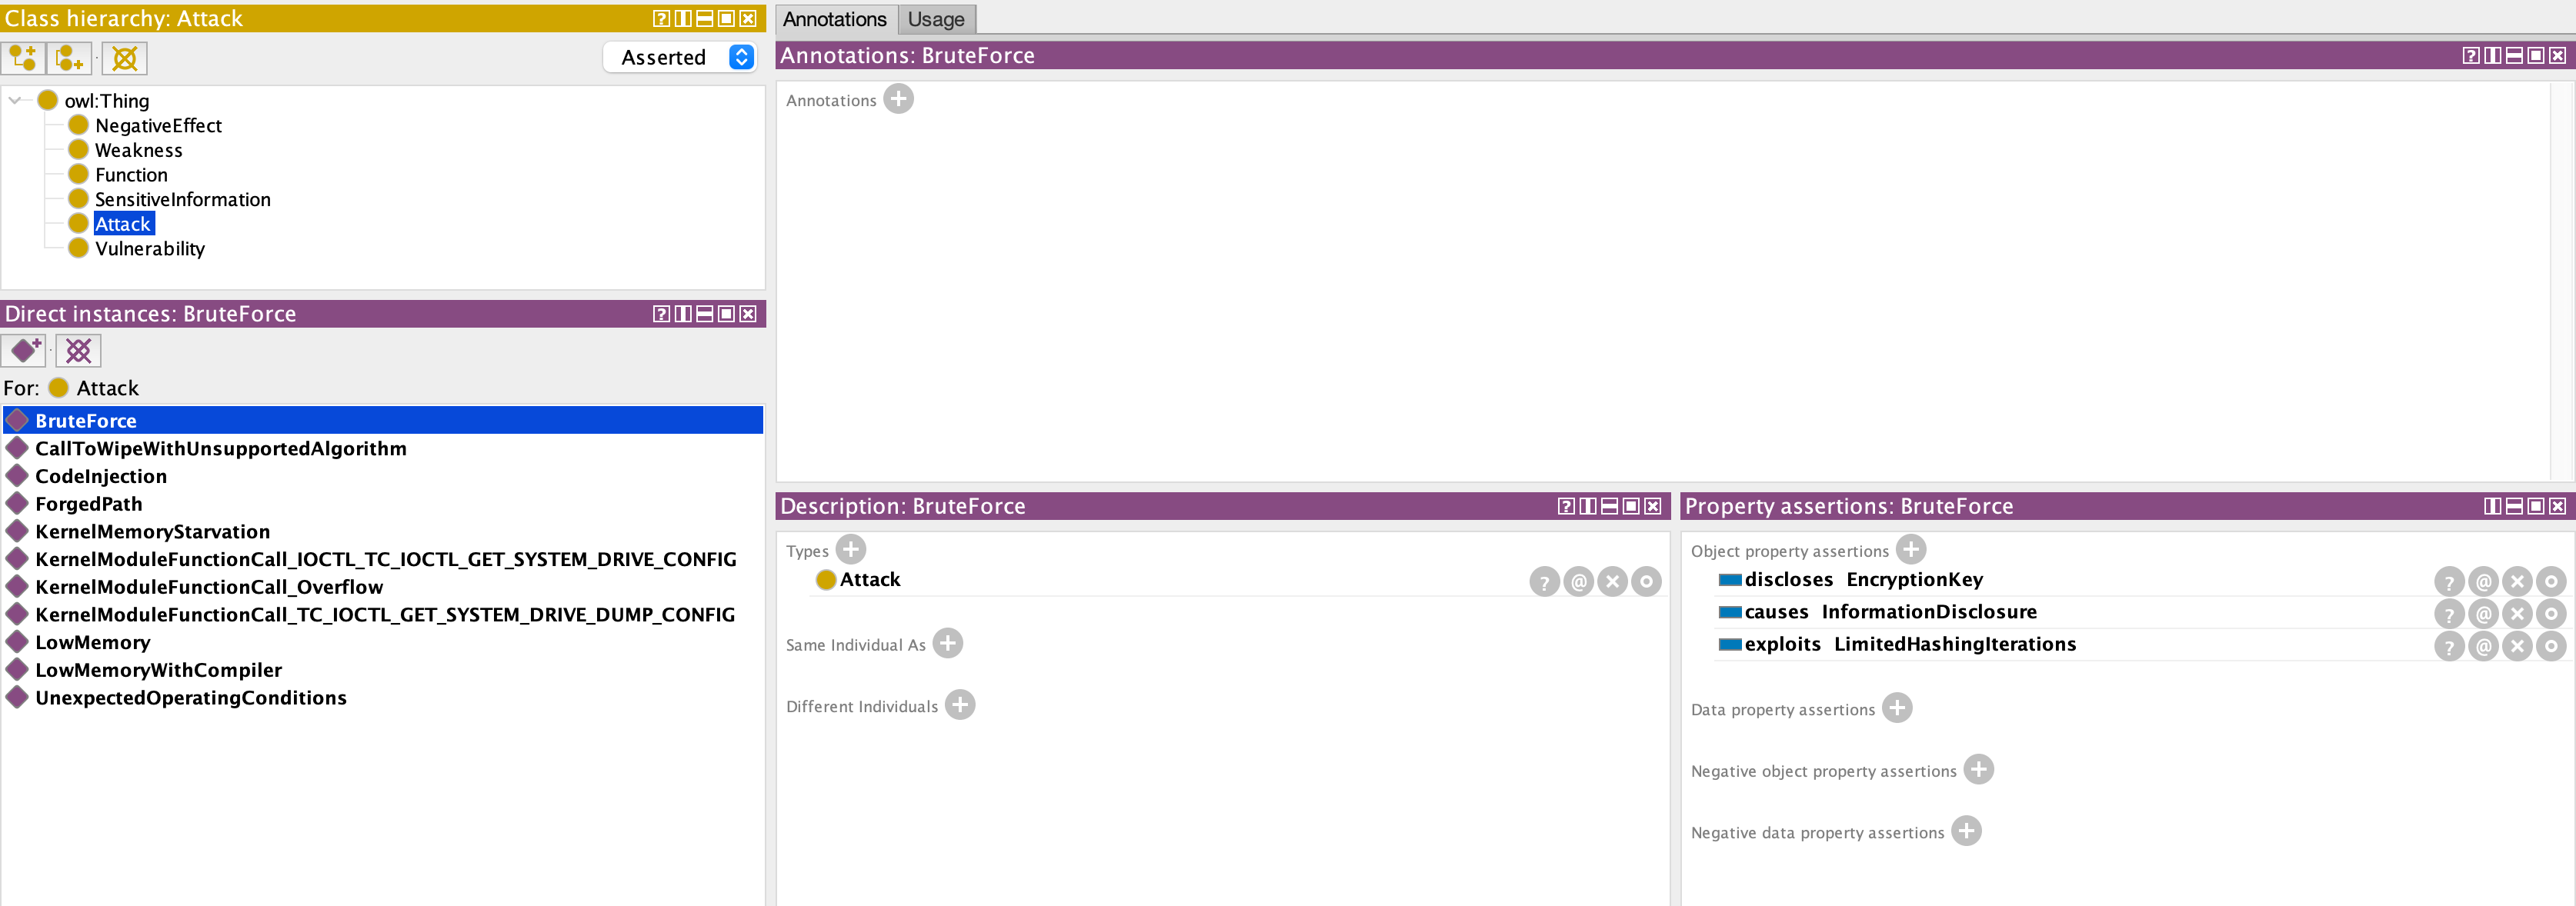 Class hierarchy: Attack
Asserted
owl:Thing
NegativeEffect
Weakness
Function
SensitiveInformation
Attack
Vulnerability
Direct instances: BruteForce
For: Attack
BruteForce
CallToWipeWithUnsupportedAlgorithm
CodeInjection
ForgedPath
KernelMemoryStarvation
KernelModuleFunctionCall_IOCTL_TC_IOCTL_GET_SYSTEM_DRIVE_CONFIG
KernelModuleFunctionCall_Overflow
KernelModuleFunctionCall_TC_IOCTL_GET_SYSTEM_DRIVE_DUMP_CONFIG
LowMemory
LowMemoryWithCompiler
UnexpectedOperatingConditions
Annotations Usage
Annotations: BruteForce
Annotations
Description: BruteForce
Types
Attack
Same Individual As
Different Individuals
Property assertions: BruteForce
Object property assertions
discloses EncryptionKey
causes InformationDisclosure
exploits LimitedHashingIterations
Data property assertions
Negative object property assertions
Negative data property assertions